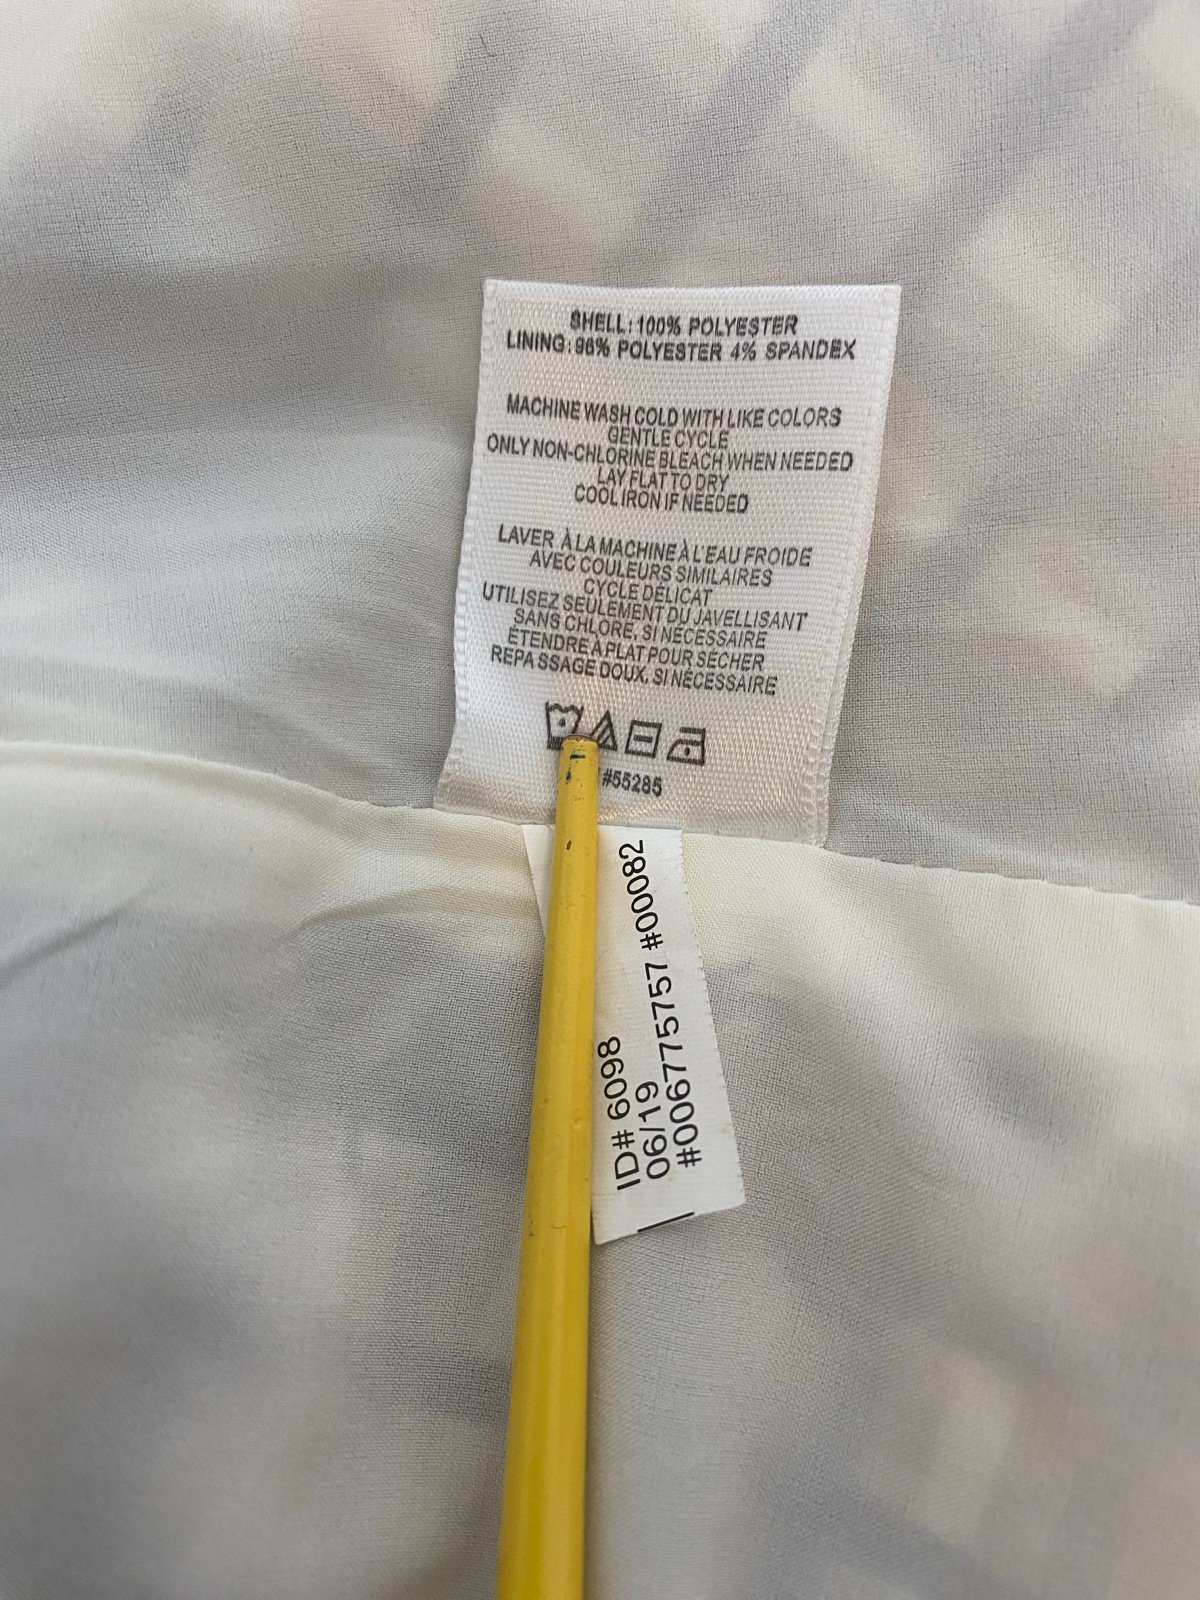 SHELL: 100% POLYESTER
LINING: 96% POLYESTER 4% SPANDEX
MACHINE WASH COLD WITH LIKE COLORS
GENTLE CYCLE
ONLY NON-CHLORINE BLEACH WHEN NEEDED
LAY FLAT TO DRY
COOL IRON IF NEEDED
LAVER À LA MACHINE À L'EAU FROIDE
AVEC COULEURS SIMILAIRES
CYCLE DÉLICAT
UTILISEZ SEULEMENT DU JAVELLISANT
SANS CHLORE, SI NÉCESSAIRE
ÉTENDRE À PLAT POUR SÉCHER
REPASSAGE DOUX, SI NÉCESSAIRE
#55285
ID# 6098
06/19
#006775757 #00082